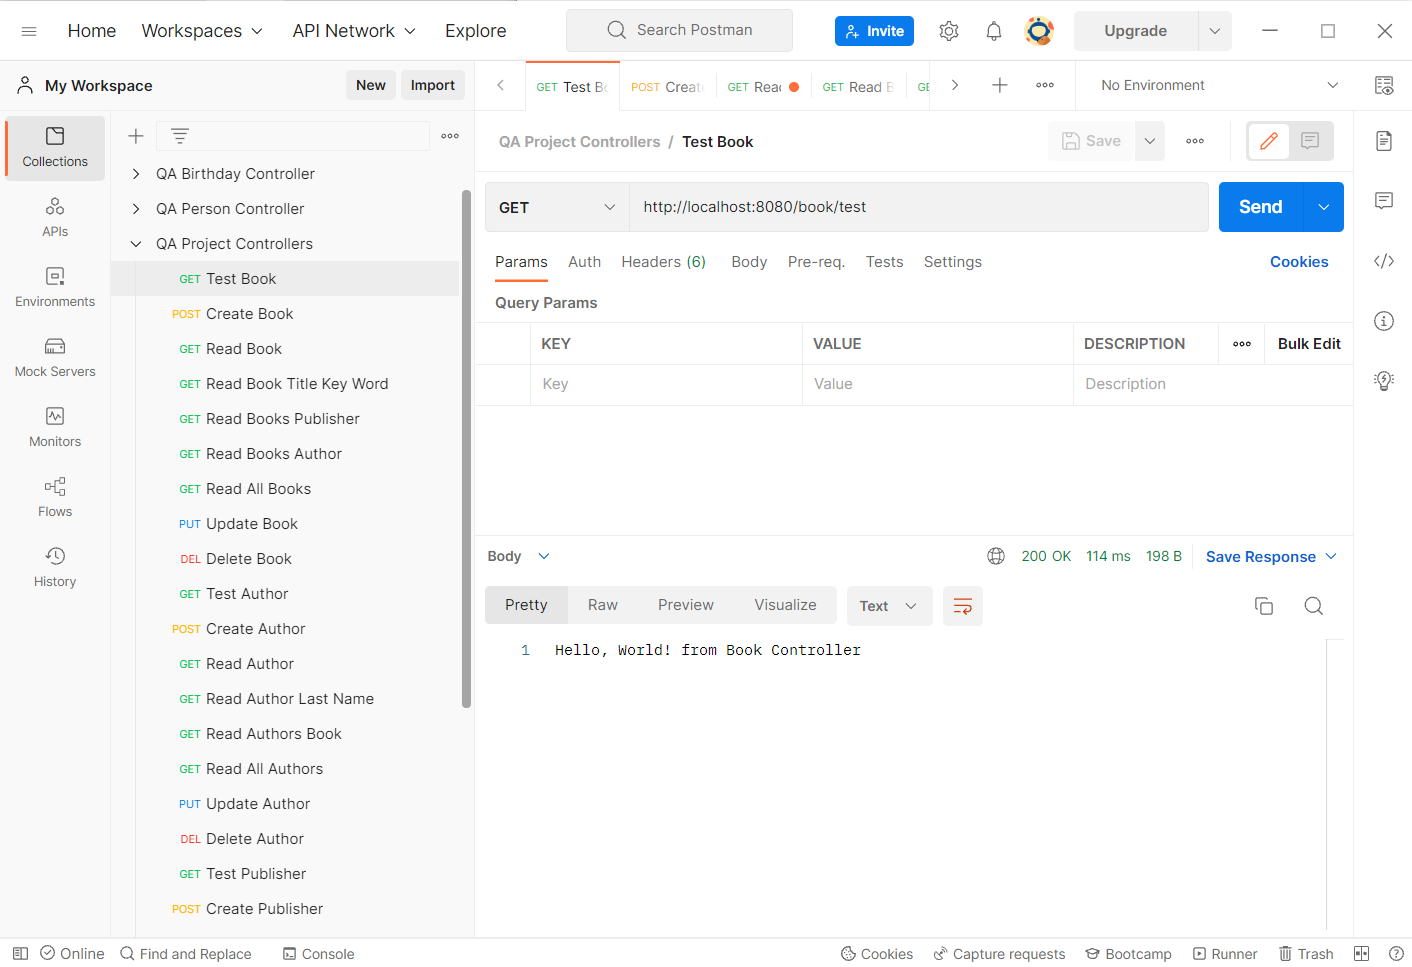 Home Workspaces API Network Explore Search Postman Invite Upgrade
My Workspace New Import
GET Test Bo POST Creat GET Read GET Read B GE No Environment
Collections
APIs
Environments
Mock Servers
Monitors
Flows
History
QA Birthday Controller
QA Person Controller
QA Project Controllers
GET Test Book
POST Create Book
GET Read Book
GET Read Book Title Key Word
GET Read Books Publisher
GET Read Books Author
GET Read All Books
PUT Update Book
DEL Delete Book
GET Test Author
POST Create Author
GET Read Author
GET Read Author Last Name
GET Read Authors Book
GET Read All Authors
PUT Update Author
DEL Delete Author
GET Test Publisher
POST Create Publisher
QA Project Controllers / Test Book Save
GET http://localhost:8080/book/test Send
Params Auth Headers (6) Body Pre-req. Tests Settings Cookies
Query Params
KEY VALUE DESCRIPTION Bulk Edit
Key Value Description
Body 200 OK 114 ms 198 B Save Response
Pretty Raw Preview Visualize Text
1 Hello, World! from Book Controller
Online Find and Replace Console Cookies Capture requests Bootcamp Runner Trash